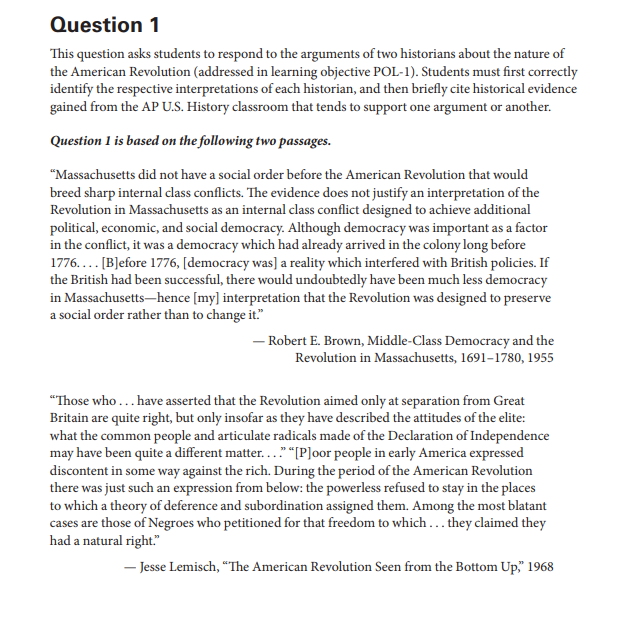 Question 1
This question asks students to respond to the arguments of two historians about the nature of
the American Revolution (addressed in learning objective POL-1). Students must first correctly
identify the respective interpretations of each historian, and then briefly cite historical evidence
gained from the AP U.S. History classroom that tends to support one argument or another.
Question 1 is based on the following two passages.
“Massachusetts did not have a social order before the American Revolution that would
breed sharp internal class conflicts. The evidence does not justify an interpretation of the
Revolution in Massachusetts as an internal class conflict designed to achieve additional
political, economic, and social democracy. Although democracy was important as a factor
in the conflict, it was a democracy which had already arrived in the colony long before
1776. . . . [B]efore 1776, [democracy was] a reality which interfered with British policies. If
the British had been successful, there would undoubtedly have been much less democracy
in Massachusetts—hence [my] interpretation that the Revolution was designed to preserve
a social order rather than to change it.”
— Robert E. Brown, Middle-Class Democracy and the
Revolution in Massachusetts, 1691–1780, 1955
“Those who . . . have asserted that the Revolution aimed only at separation from Great
Britain are quite right, but only insofar as they have described the attitudes of the elite:
what the common people and articulate radicals made of the Declaration of Independence
may have been quite a different matter. . . .” “[P]oor people in early America expressed
discontent in some way against the rich. During the period of the American Revolution
there was just such an expression from below: the powerless refused to stay in the places
to which a theory of deference and subordination assigned them. Among the most blatant
cases are those of Negroes who petitioned for that freedom to which . . . they claimed they
had a natural right.”
— Jesse Lemisch, “The American Revolution Seen from the Bottom Up,” 1968